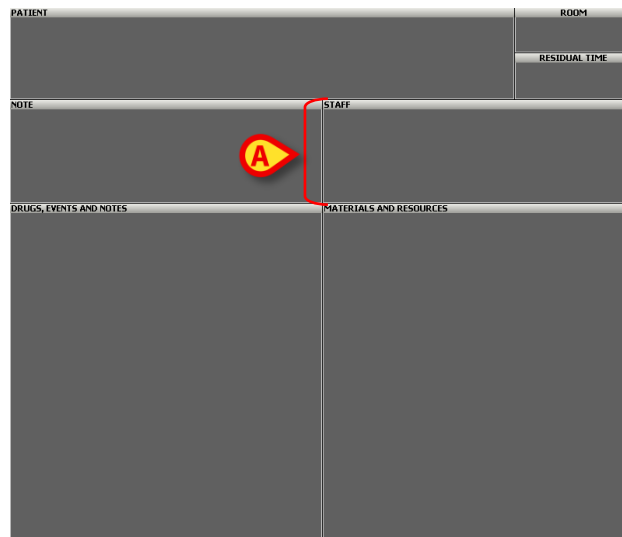 PATIENT
ROOM
RESIDUAL TIME
NOTE
STAFF
A
DRUGS, EVENTS AND NOTES
MATERIALS AND RESOURCES